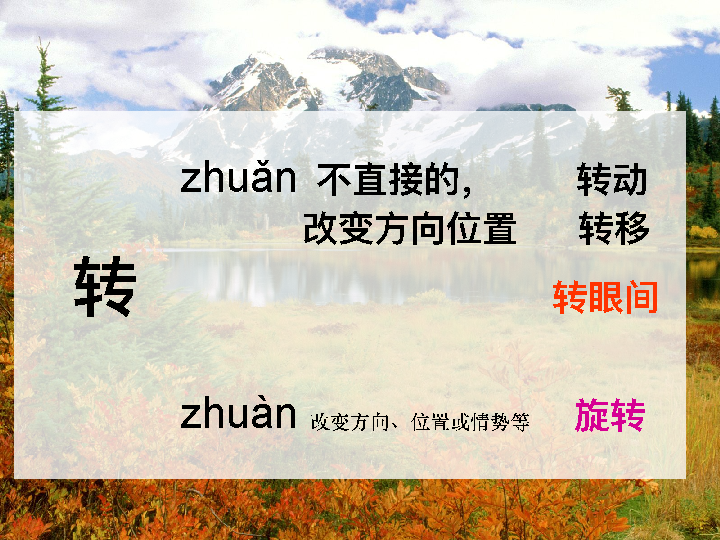 zhuǎn 不直接的， 转动
改变方向位置 转移
转
转眼间
zhuàn 改变方向、位置或情势等 旋转